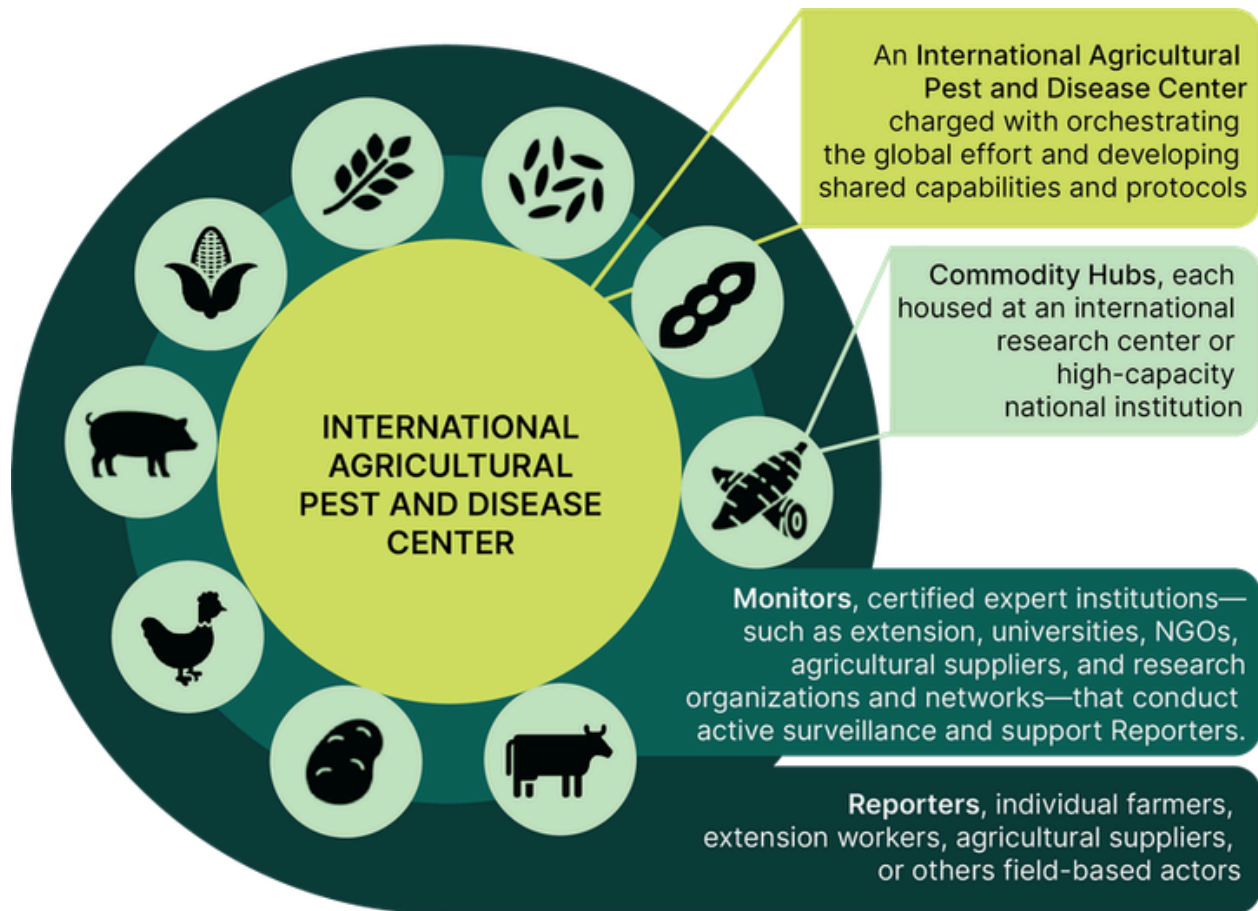 INTERNATIONAL
AGRICULTURAL
PEST AND DISEASE
CENTER
An International Agricultural
Pest and Disease Center
charged with orchestrating
the global effort and developing
shared capabilities and protocols
Commodity Hubs, each
housed at an international
research center or
high-capacity
national institution
Monitors, certified expert institutions—
such as extension, universities, NGOs,
agricultural suppliers, and research
organizations and networks—that conduct
active surveillance and support Reporters.
Reporters, individual farmers,
extension workers, agricultural suppliers,
or others field-based actors